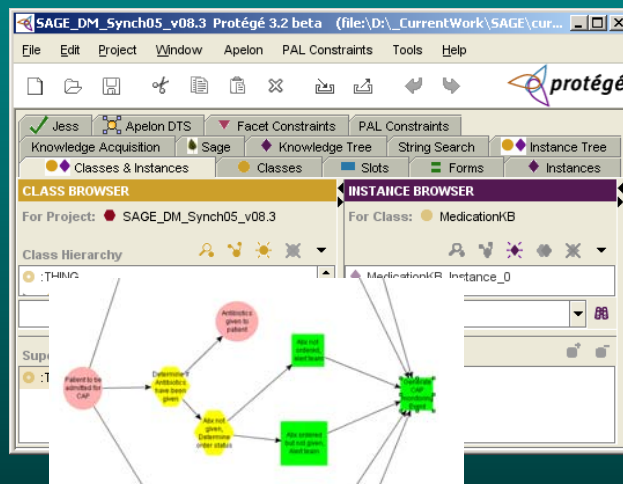 SAGE_DM_Synch05_v08.3 Protégé 3.2 beta (file:\D:\_CurrentWork\SAGE\cur...
File Edit Project Window Apelon PAL Constraints Tools Help
protégé
Jess Apelon DTS Facet Constraints PAL Constraints
Knowledge Acquisition Sage Knowledge Tree String Search Instance Tree
Classes & Instances Classes Slots Forms Instances
CLASS BROWSER
INSTANCE BROWSER
For Project: SAGE_DM_Synch05_v08.3
For Class: MedicationKB
Class Hierarchy
:THING
MedicationKB_Instance_0
Supe
:T
Antibiotics
given to
patient
Patient to be
admitted for
CAP
Determine if
Antibiotics
have been
given
Abx not
given,
Determine
order status
Abx not
ordered,
alert team
Abx ordered
but not given,
Alert team
CAP